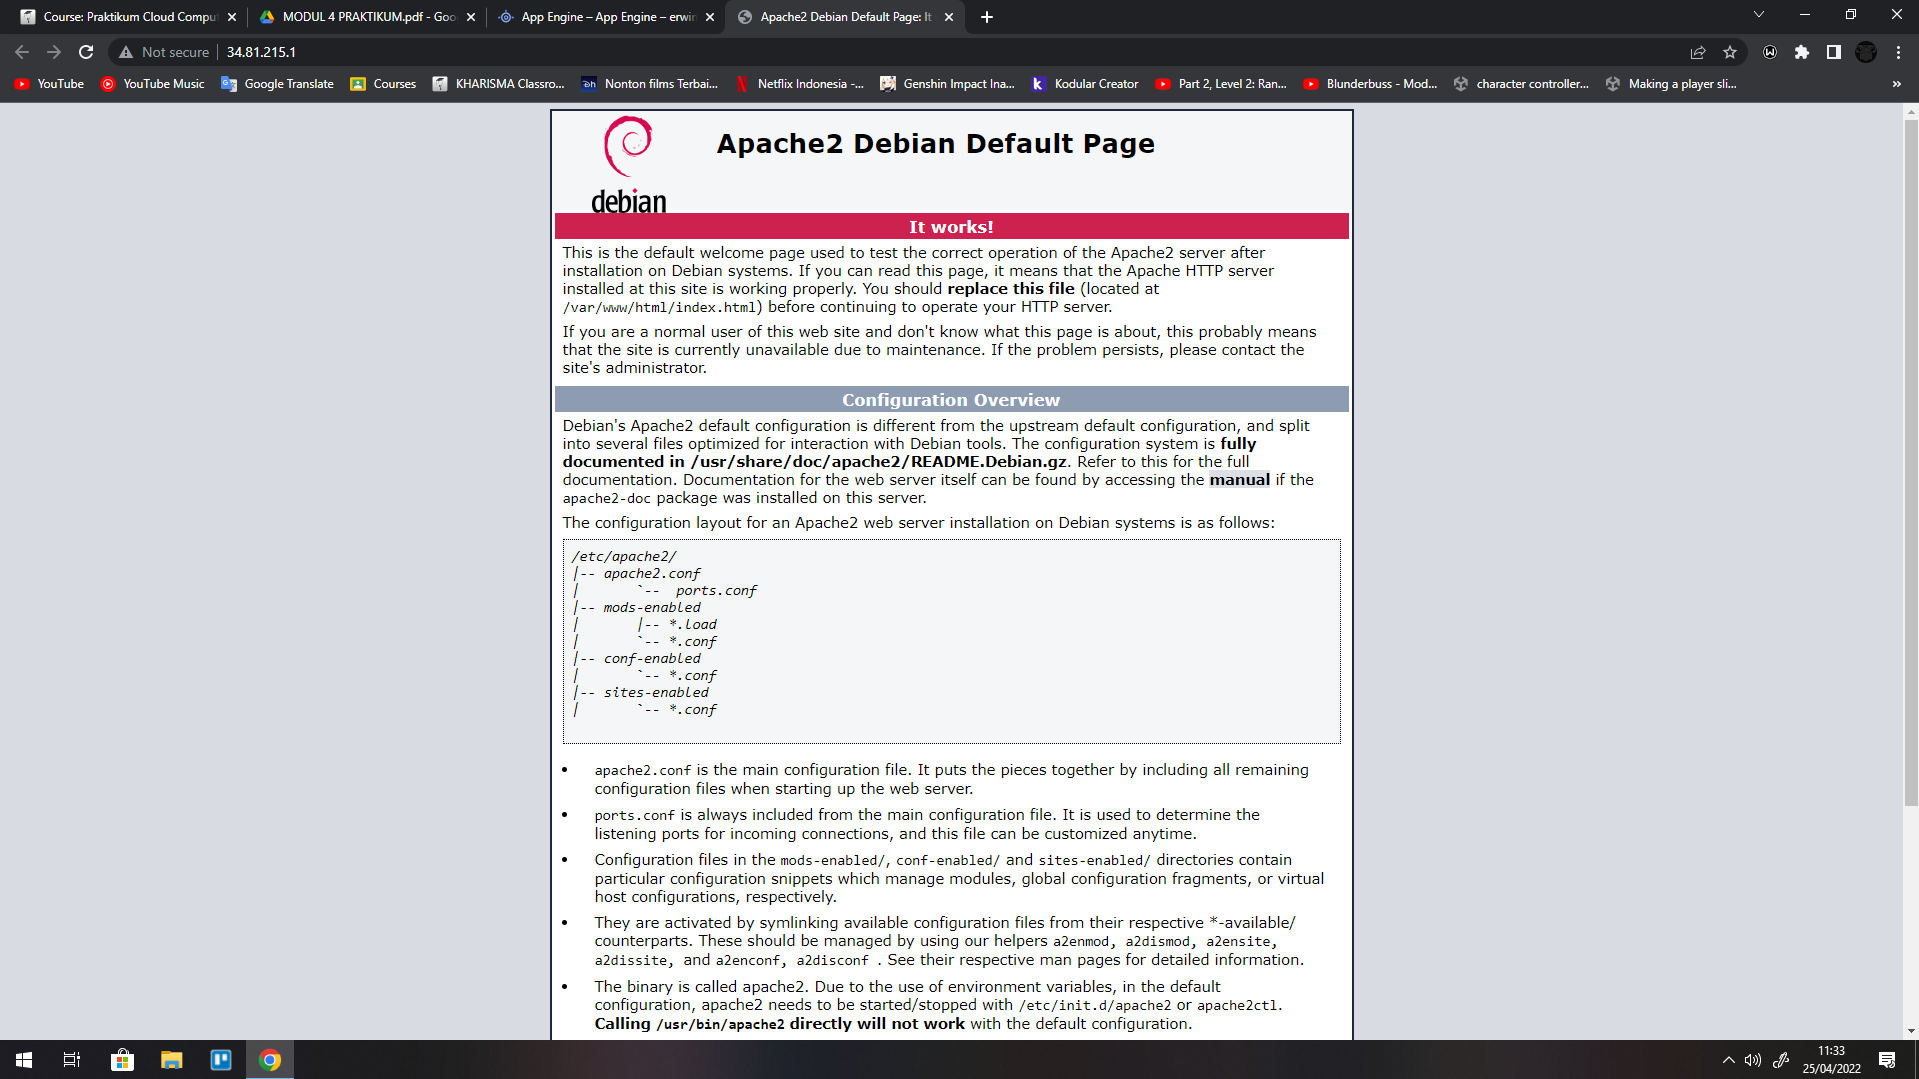 Course: Praktikum Cloud Comput
MODUL 4 PRAKTIKUM.pdf - Goo
App Engine – App Engine – erwin
Apache2 Debian Default Page: It
Not secure
34.81.215.1
YouTube
YouTube Music
Google Translate
Courses
KHARISMA Classro...
Nonton films Terbai...
Netflix Indonesia -...
Genshin Impact Ina...
Kodular Creator
Part 2, Level 2: Ran...
Blunderbuss - Mod...
character controller...
Making a player sli...
»
debian
Apache2 Debian Default Page
It works!
This is the default welcome page used to test the correct operation of the Apache2 server after
installation on Debian systems. If you can read this page, it means that the Apache HTTP server
installed at this site is working properly. You should replace this file (located at
/var/www/html/index.html) before continuing to operate your HTTP server.
If you are a normal user of this web site and don't know what this page is about, this probably means
that the site is currently unavailable due to maintenance. If the problem persists, please contact the
site's administrator.
Configuration Overview
Debian's Apache2 default configuration is different from the upstream default configuration, and split
into several files optimized for interaction with Debian tools. The configuration system is fully
documented in /usr/share/doc/apache2/README.Debian.gz. Refer to this for the full
documentation. Documentation for the web server itself can be found by accessing the manual if the
apache2-doc package was installed on this server.
The configuration layout for an Apache2 web server installation on Debian systems is as follows:
/etc/apache2/
|-- apache2.conf
|       `--  ports.conf
|-- mods-enabled
|       |-- *.load
|       `-- *.conf
|-- conf-enabled
|       `-- *.conf
|-- sites-enabled
|       `-- *.conf
• apache2.conf is the main configuration file. It puts the pieces together by including all remaining
configuration files when starting up the web server.
• ports.conf is always included from the main configuration file. It is used to determine the
listening ports for incoming connections, and this file can be customized anytime.
• Configuration files in the mods-enabled/, conf-enabled/ and sites-enabled/ directories contain
particular configuration snippets which manage modules, global configuration fragments, or virtual
host configurations, respectively.
• They are activated by symlinking available configuration files from their respective *-available/
counterparts. These should be managed by using our helpers a2enmod, a2dismod, a2ensite,
a2dissite, and a2enconf, a2disconf . See their respective man pages for detailed information.
• The binary is called apache2. Due to the use of environment variables, in the default
configuration, apache2 needs to be started/stopped with /etc/init.d/apache2 or apache2ctl.
Calling /usr/bin/apache2 directly will not work with the default configuration.
11:33
25/04/2022